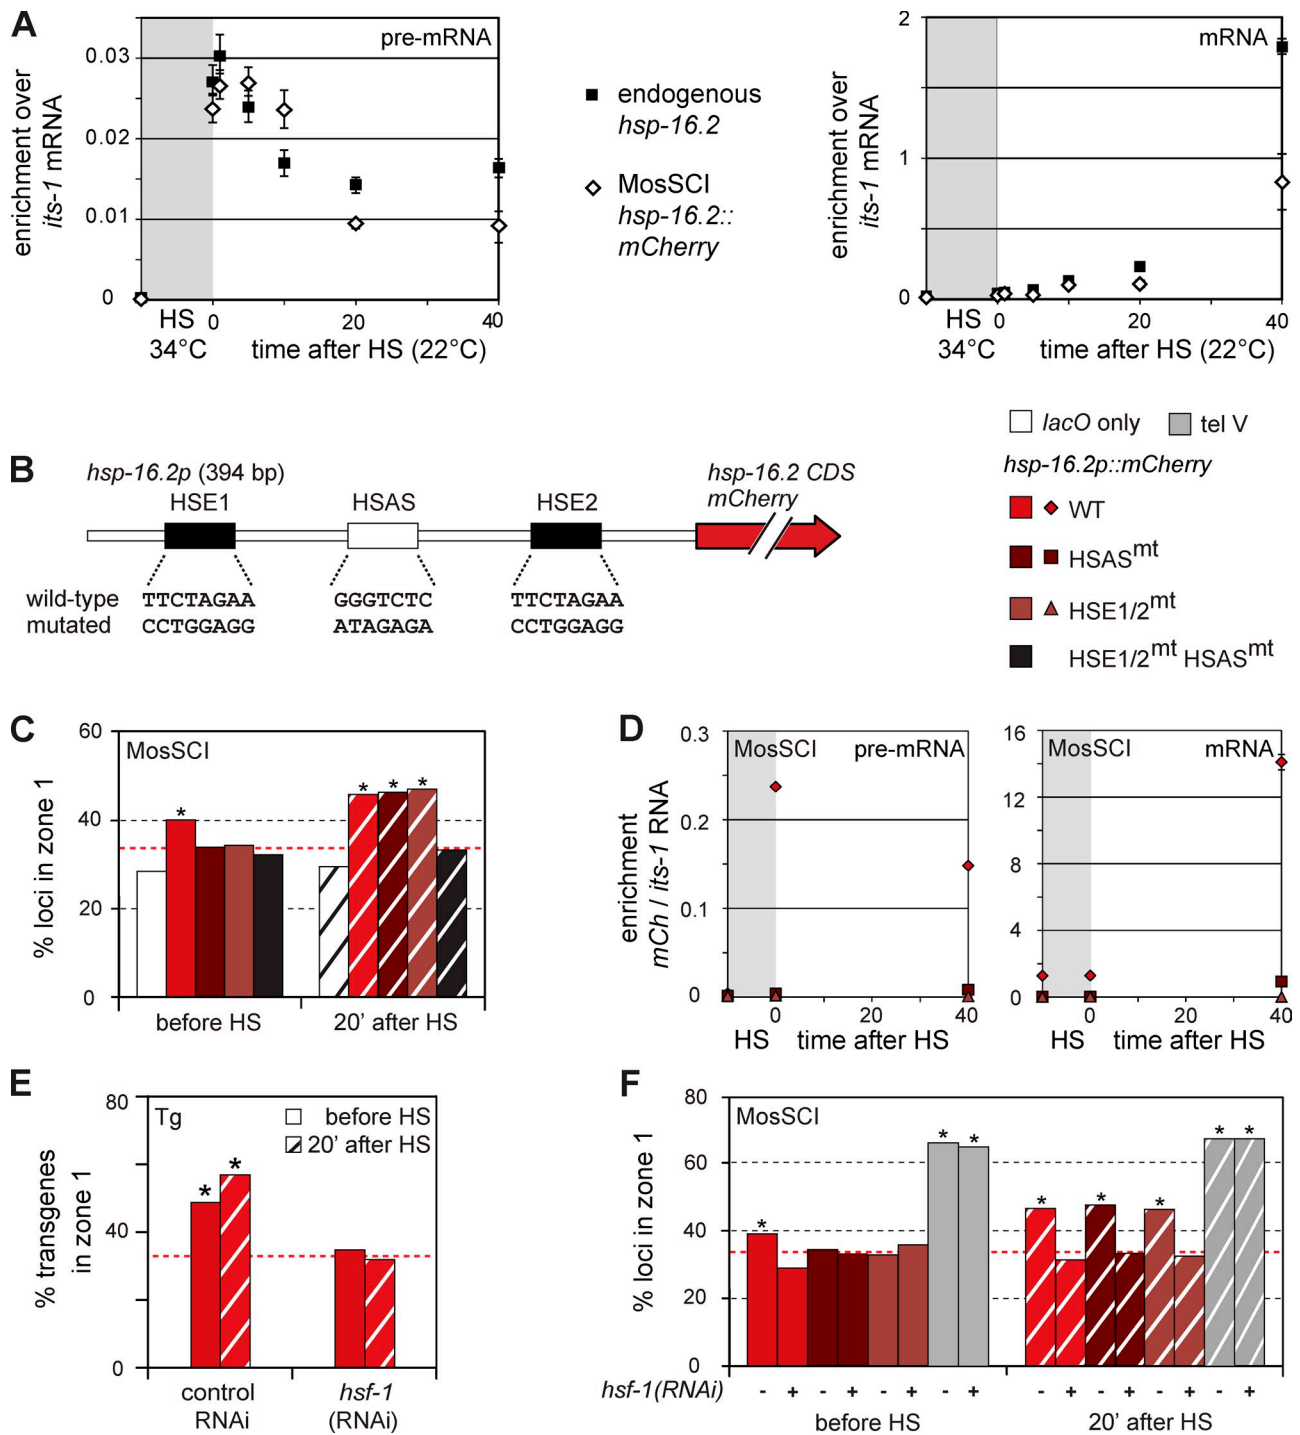 A
enrichment over
its-1 mRNA
pre-mRNA
0.03
0.02
0.01
0
HS
34°C
0
20
40
time after HS (22°C)
endogenous
hsp-16.2
MosSCI
hsp-16.2::
mCherry
enrichment over
its-1 mRNA
mRNA
2
1
0
HS
34°C
0
20
40
time after HS (22°C)
B
hsp-16.2p (394 bp)
HSE1
HSAS
HSE2
hsp-16.2 CDS
mCherry
wild-type TTCTAGAA GGGTCTC TTCTAGAA
mutated CCTGGAGG ATAGAGA CCTGGAGG
lacO only
tel V
hsp-16.2p::mCherry
WT
HSASmt
HSE1/2mt
HSE1/2mt HSASmt
C
% loci in zone 1
MosSCI
60
40
20
0
* * * *
before HS
20' after HS
D
enrichment
mCh / its-1 RNA
MosSCI pre-mRNA
0.3
0.2
0.1
0
0 20 40
HS time after HS
MosSCI mRNA
16
12
8
4
0
0 20 40
HS time after HS
E
% transgenes
in zone 1
Tg
before HS
20' after HS
80
40
0
* *
control
RNAi
hsf-1
(RNAi)
F
% loci in zone 1
MosSCI
80
60
40
20
0
* * * * * * * *
hsf-1(RNAi) - + - + - + - + - + - + - + - +
before HS
20' after HS